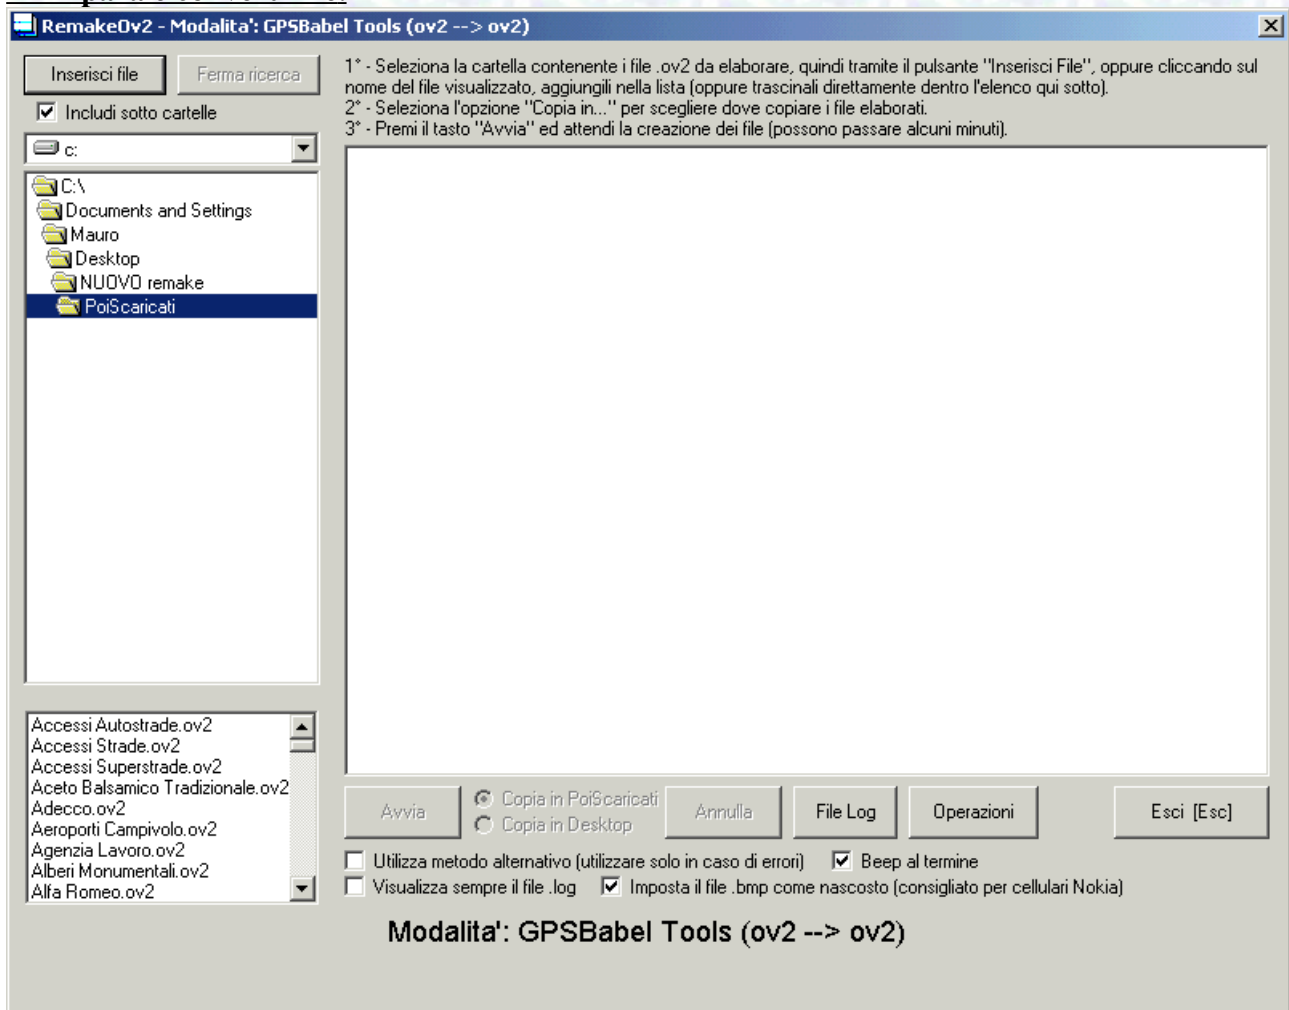 RemakeOv2 - Modalita': GPSBabel Tools (ov2 --> ov2)
Inserisci file
Ferma ricerca
Includi sotto cartelle
c:
C:\
Documents and Settings
Mauro
Desktop
NUOVO remake
PoiScaricati
1° - Seleziona la cartella contenente i file .ov2 da elaborare, quindi tramite il pulsante "Inserisci File", oppure cliccando sul
nome del file visualizzato, aggiungili nella lista (oppure trascinali direttamente dentro l'elenco qui sotto).
2° - Seleziona l'opzione "Copia in..." per scegliere dove copiare i file elaborati.
3° - Premi il tasto "Avvia" ed attendi la creazione dei file (possono passare alcuni minuti).
Accessi Autostrade.ov2
Accessi Strade.ov2
Accessi Superstrade.ov2
Aceto Balsamico Tradizionale.ov2
Adecco.ov2
Aeroporti Campivolo.ov2
Agenzia Lavoro.ov2
Alberi Monumentali.ov2
Alfa Romeo.ov2
Avvia
Copia in PoiScaricati
Copia in Desktop
Annulla
File Log
Operazioni
Esci [Esc]
Utilizza metodo alternativo (utilizzare solo in caso di errori)
Beep al termine
Visualizza sempre il file .log
Imposta il file .bmp come nascosto (consigliato per cellulari Nokia)
Modalita': GPSBabel Tools (ov2 --> ov2)